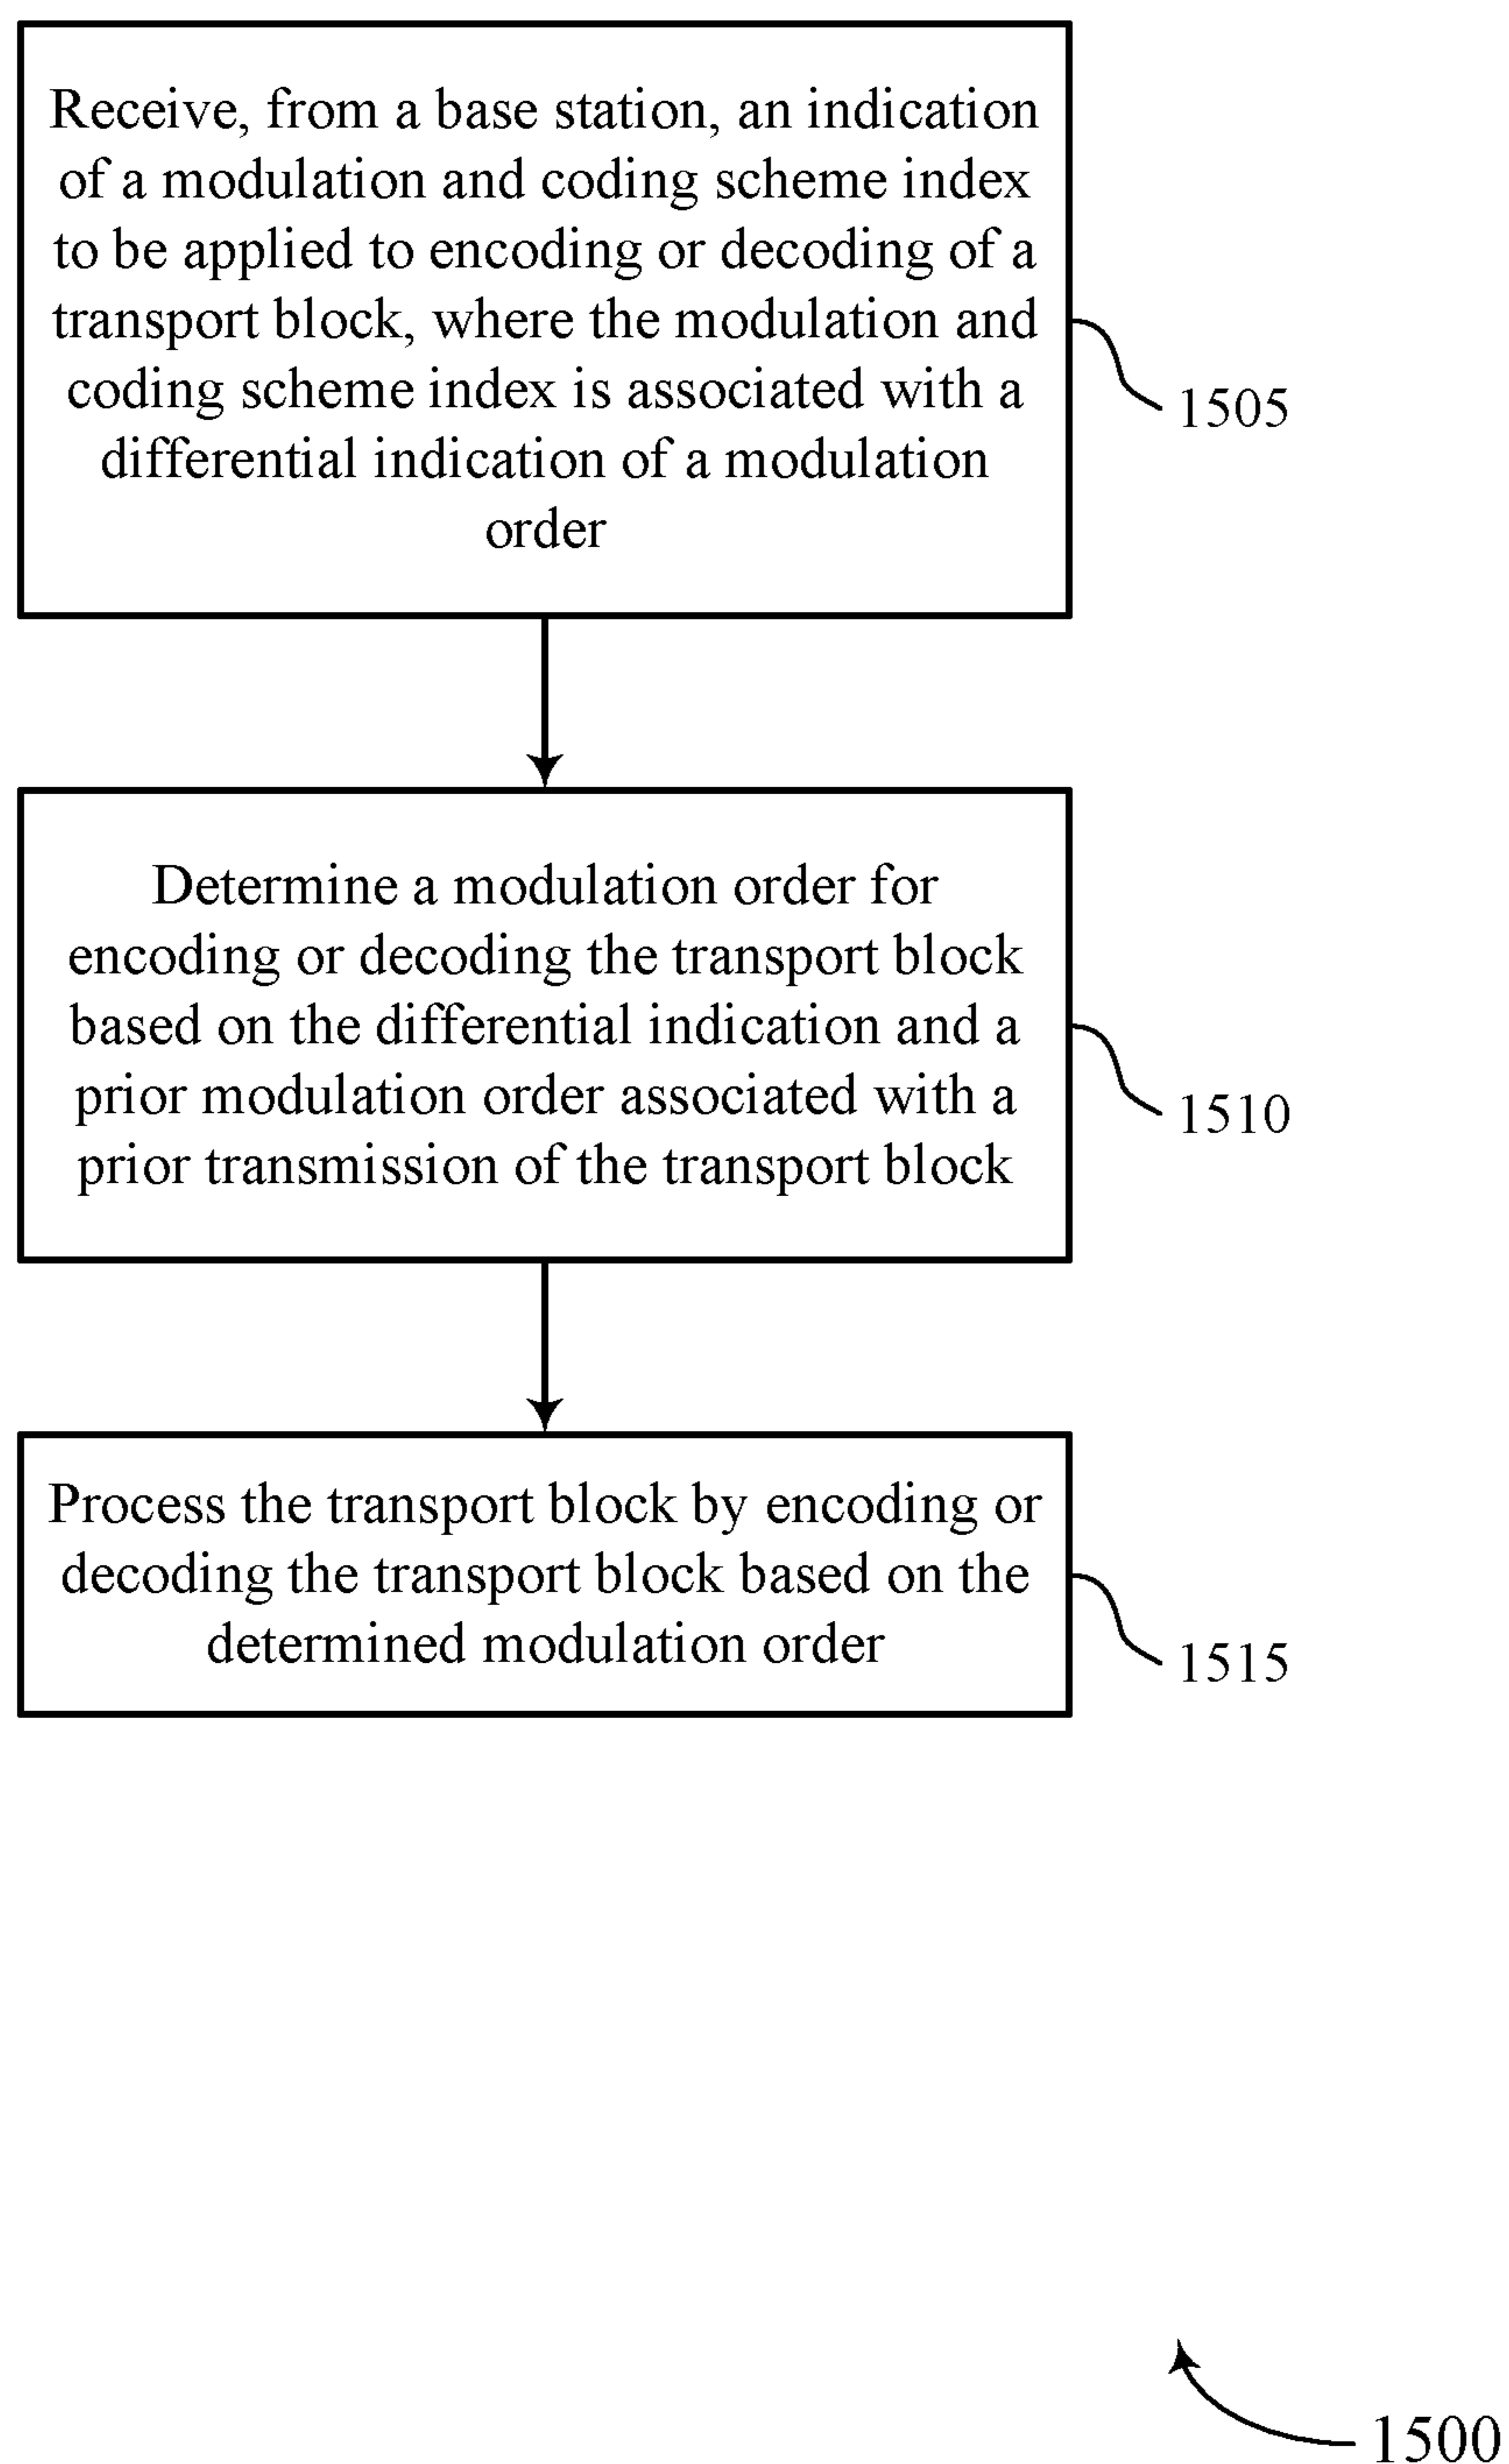 Receive, from a base station, an indication
of a modulation and coding scheme index
to be applied to encoding or decoding of a
transport block, where the modulation and
coding scheme index is associated with a
differential indication of a modulation
order
1505
Determine a modulation order for
encoding or decoding the transport block
based on the differential indication and a
prior modulation order associated with a
prior transmission of the transport block
1510
Process the transport block by encoding or
decoding the transport block based on the
determined modulation order
1515
1500